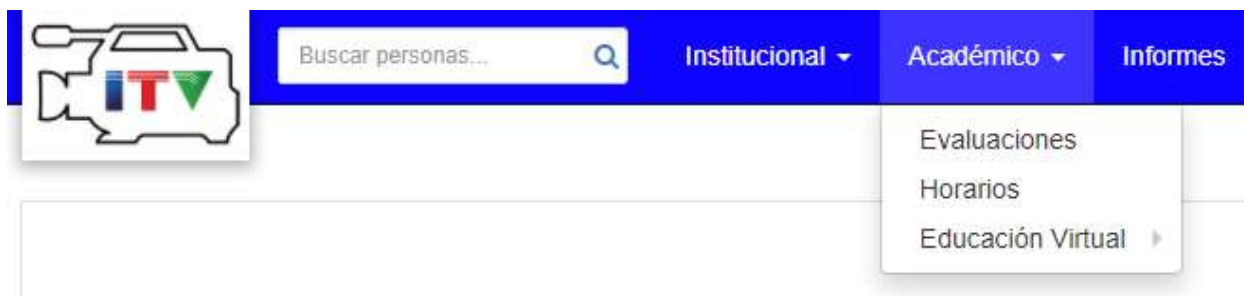 ITV
Buscar personas...
Institucional
Académico
Informes
Evaluaciones
Horarios
Educación Virtual